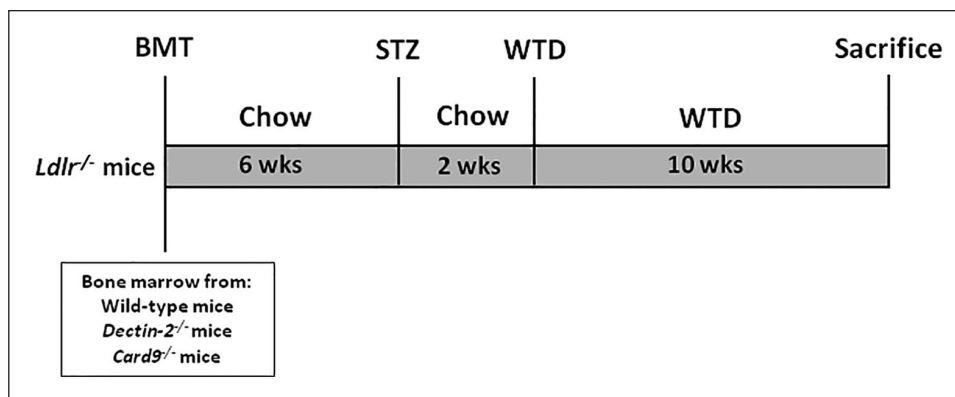 BMT STZ WTD Sacrifice
Chow Chow WTD
Ldlr-/- mice 6 wks 2 wks 10 wks
Bone marrow from:
Wild-type mice
Dectin-2-/- mice
Card9-/- mice